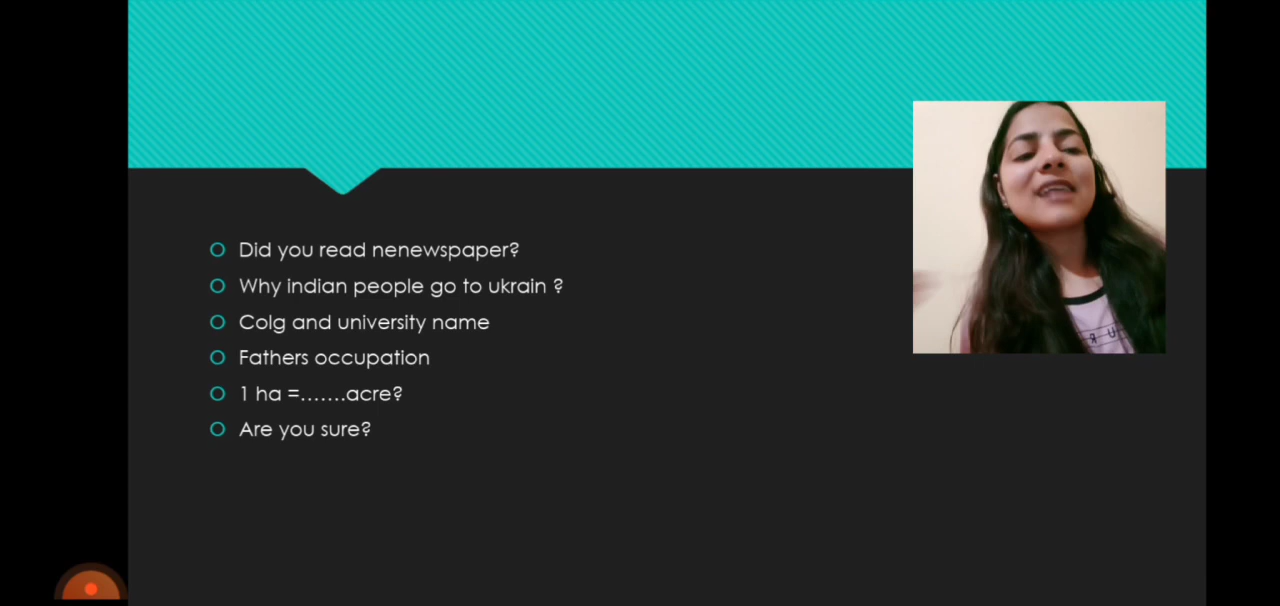 Did you read nenewspaper?
Why indian people go to ukrain ?
Colg and university name
Fathers occupation
1 ha =.......acre?
Are you sure?